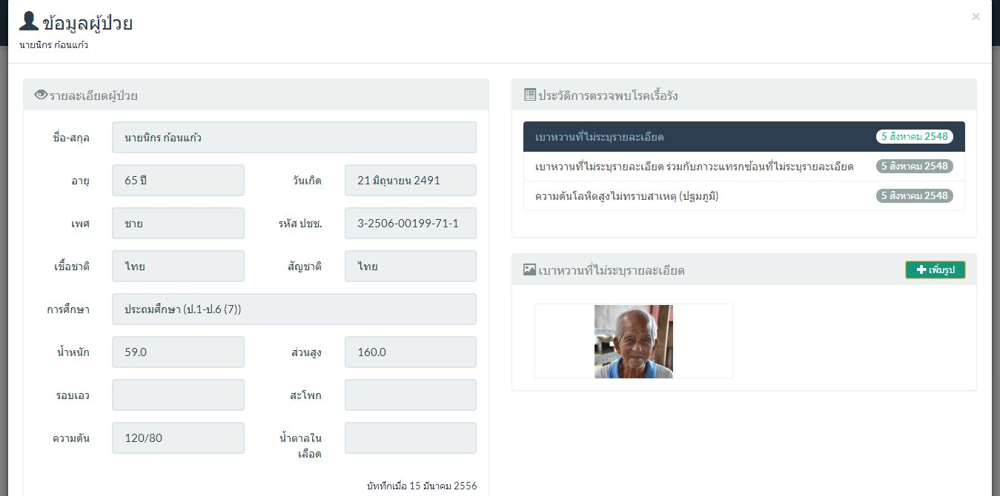 ข้อมูลผู้ป่วย
×
นายนิกร ก้อนแก้ว
รายละเอียดผู้ป่วย
ชื่อ-สกุล นายนิกร ก้อนแก้ว
อายุ 65 ปี วันเกิด 21 มิถุนายน 2491
เพศ ชาย รหัส ปชช. 3-2506-00199-71-1
เชื้อชาติ ไทย สัญชาติ ไทย
การศึกษา ประถมศึกษา (ป.1-ป.6 (7))
น้ำหนัก 59.0 ส่วนสูง 160.0
รอบเอว สะโพก
ความดัน 120/80 น้ำตาลใน
เลือด
บัททึกเมื่อ 15 มีนาคม 2556
ประวัติการตรวจพบโรคเรื้อรัง
เบาหวานที่ไม่ระบุรายละเอียด 5 สิงหาคม 2548
เบาหวานที่ไม่ระบุรายละเอียด ร่วมกับภาวะแทรกซ้อนที่ไม่ระบุรายละเอียด 5 สิงหาคม 2548
ความดันโลหิตสูงไม่ทราบสาเหตุ (ปฐมภูมิ) 5 สิงหาคม 2548
เบาหวานที่ไม่ระบุรายละเอียด เพิ่มรูป